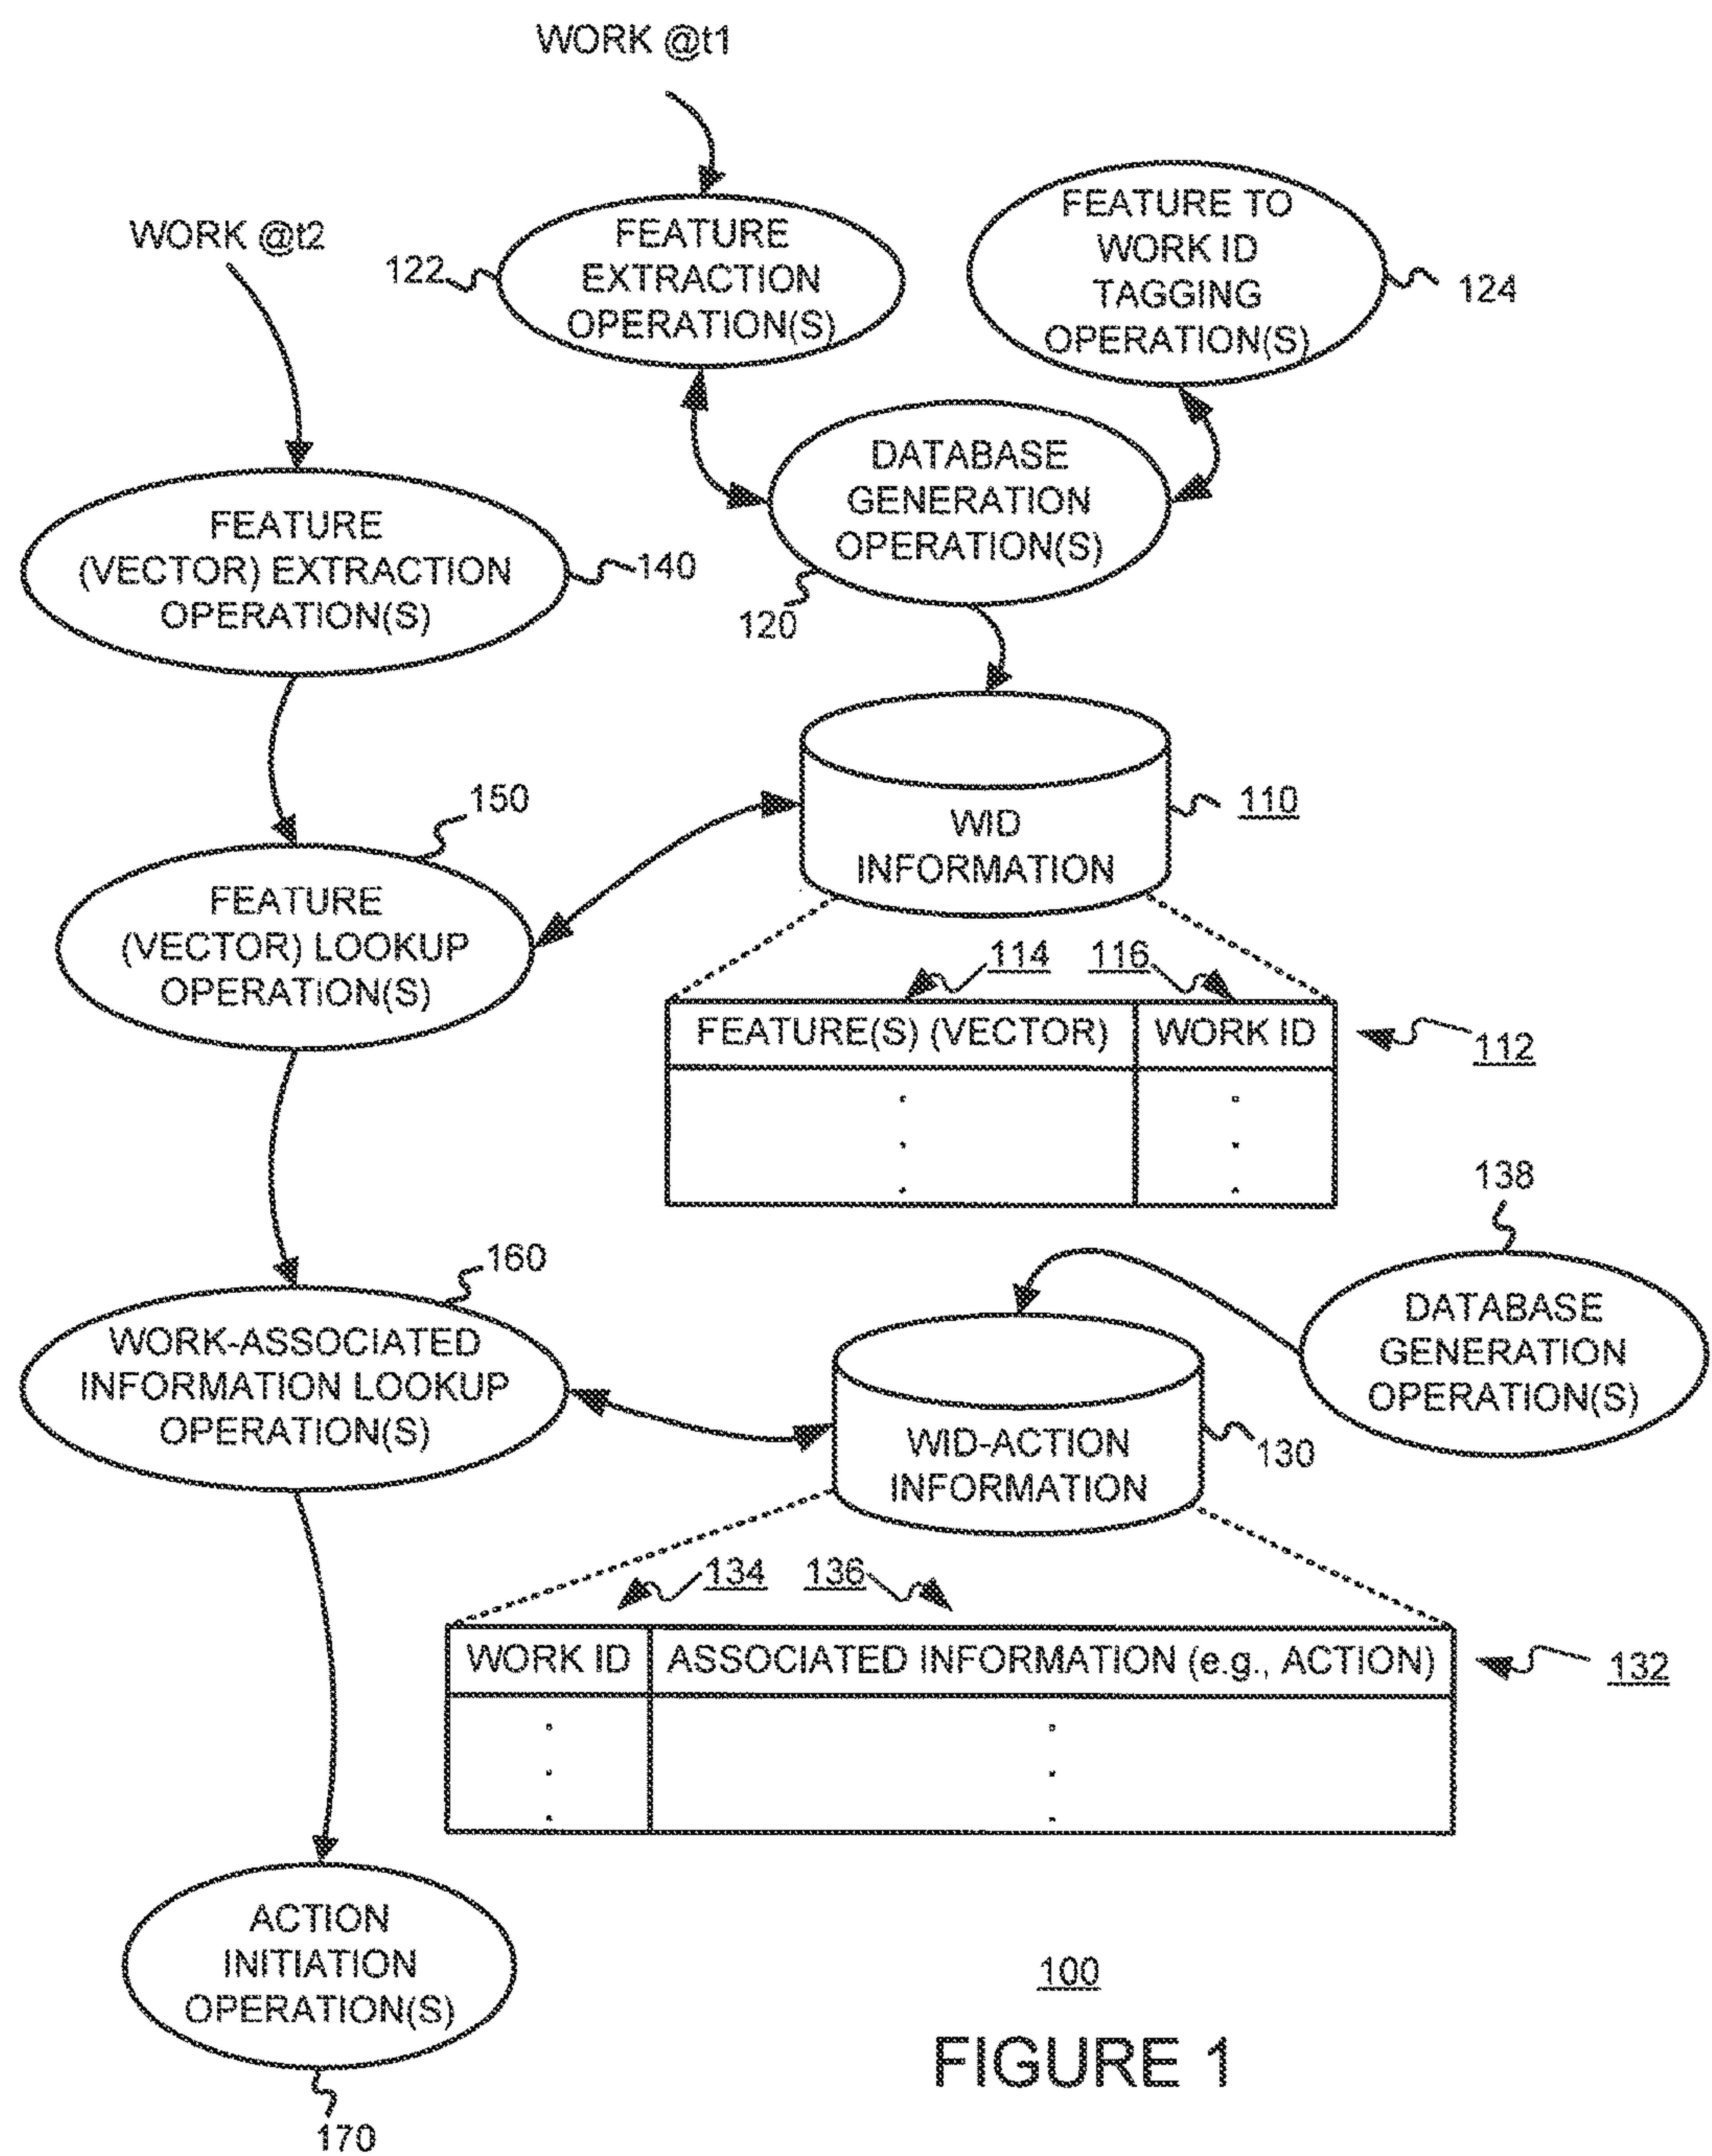 WORK @t1
WORK @t2
122
FEATURE
EXTRACTION
OPERATION(S)
FEATURE TO
WORK ID
TAGGING
OPERATION(S)
124
DATABASE
GENERATION
OPERATION(S)
120
FEATURE
(VECTOR) EXTRACTION
OPERATION(S)
140
WID
INFORMATION
110
150
FEATURE
(VECTOR) LOOKUP
OPERATION(S)
114
116
FEATURE(S) (VECTOR)
WORK ID
112
.
.
.
.
.
.
138
DATABASE
GENERATION
OPERATION(S)
160
WORK-ASSOCIATED
INFORMATION LOOKUP
OPERATION(S)
WID-ACTION
INFORMATION
130
134
136
WORK ID
ASSOCIATED INFORMATION (e.g., ACTION)
132
.
.
.
.
.
.
ACTION
INITIATION
OPERATION(S)
170
100
FIGURE 1